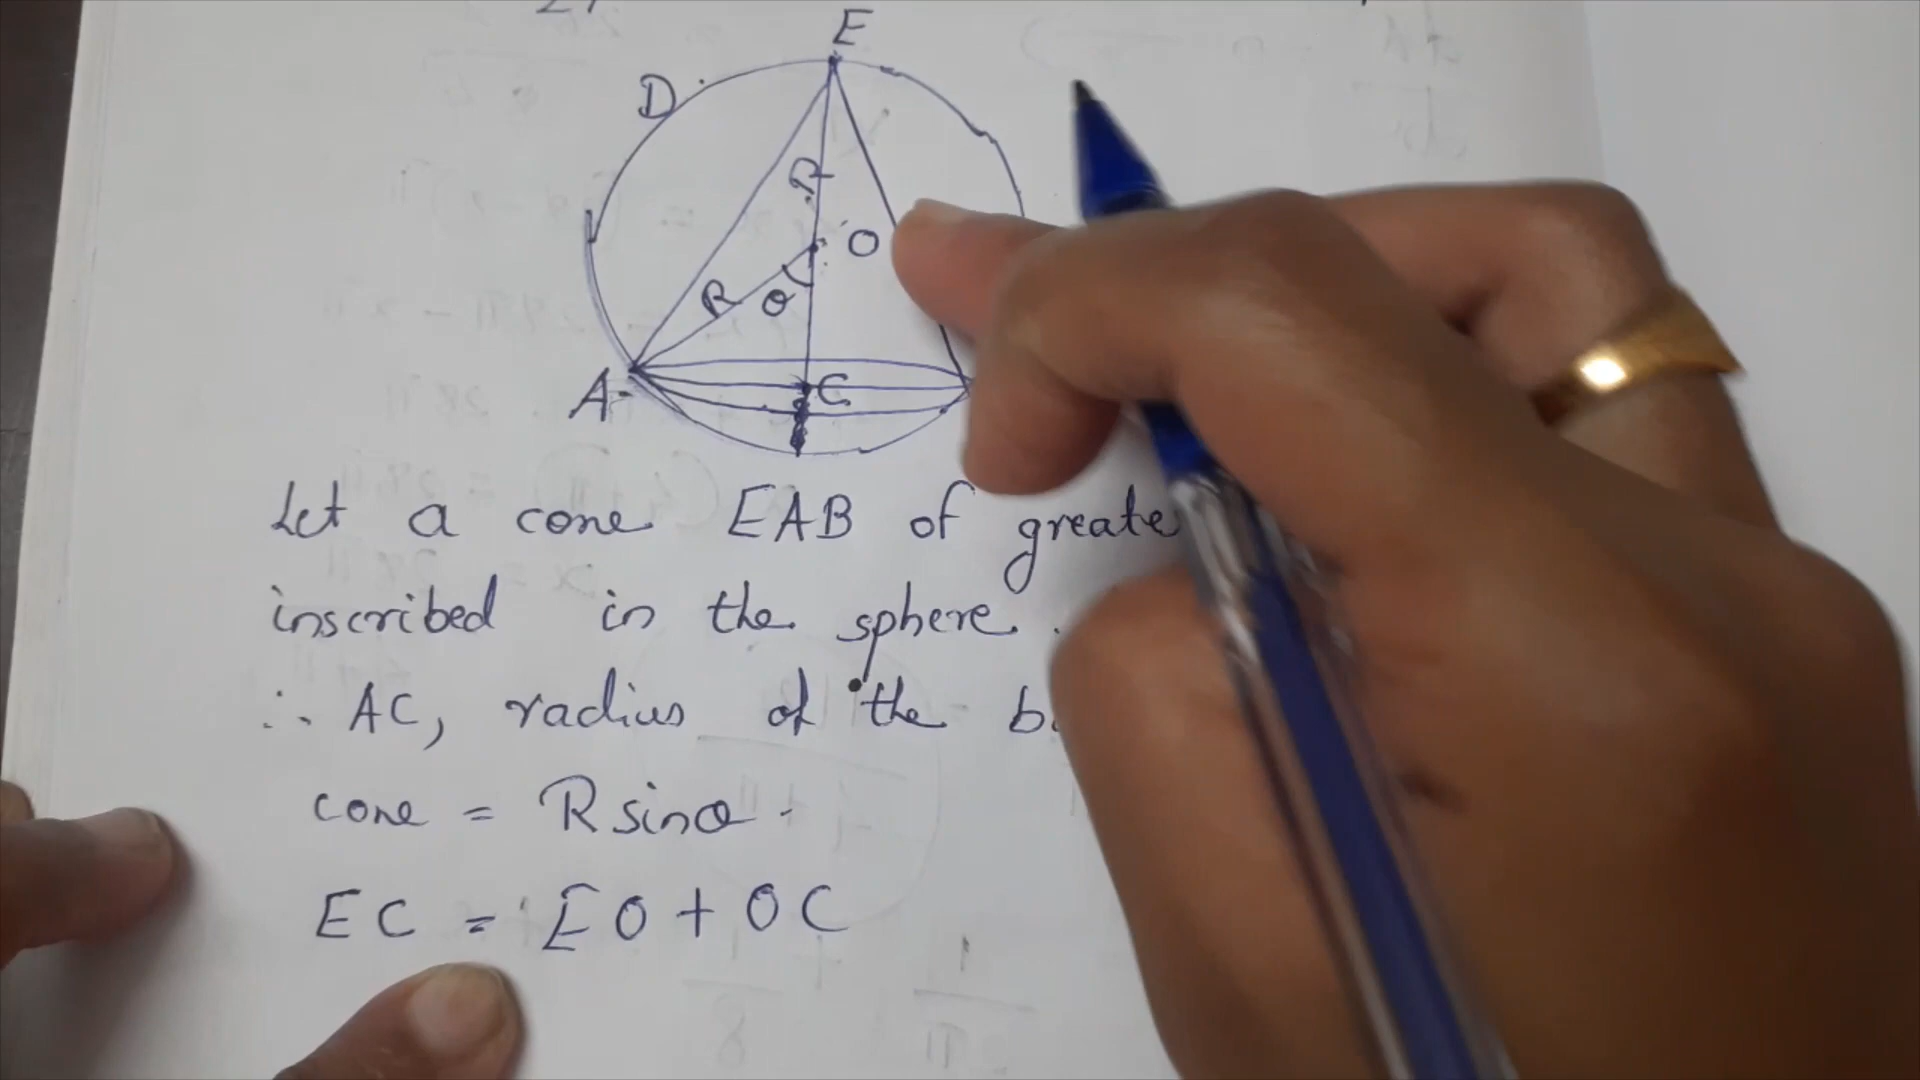 E
D
R
O
R θ
A C
Let a cone EAB of greate
inscribed in the sphere.
∴ AC, radius of the
cone = R sinθ.
EC = EO + OC